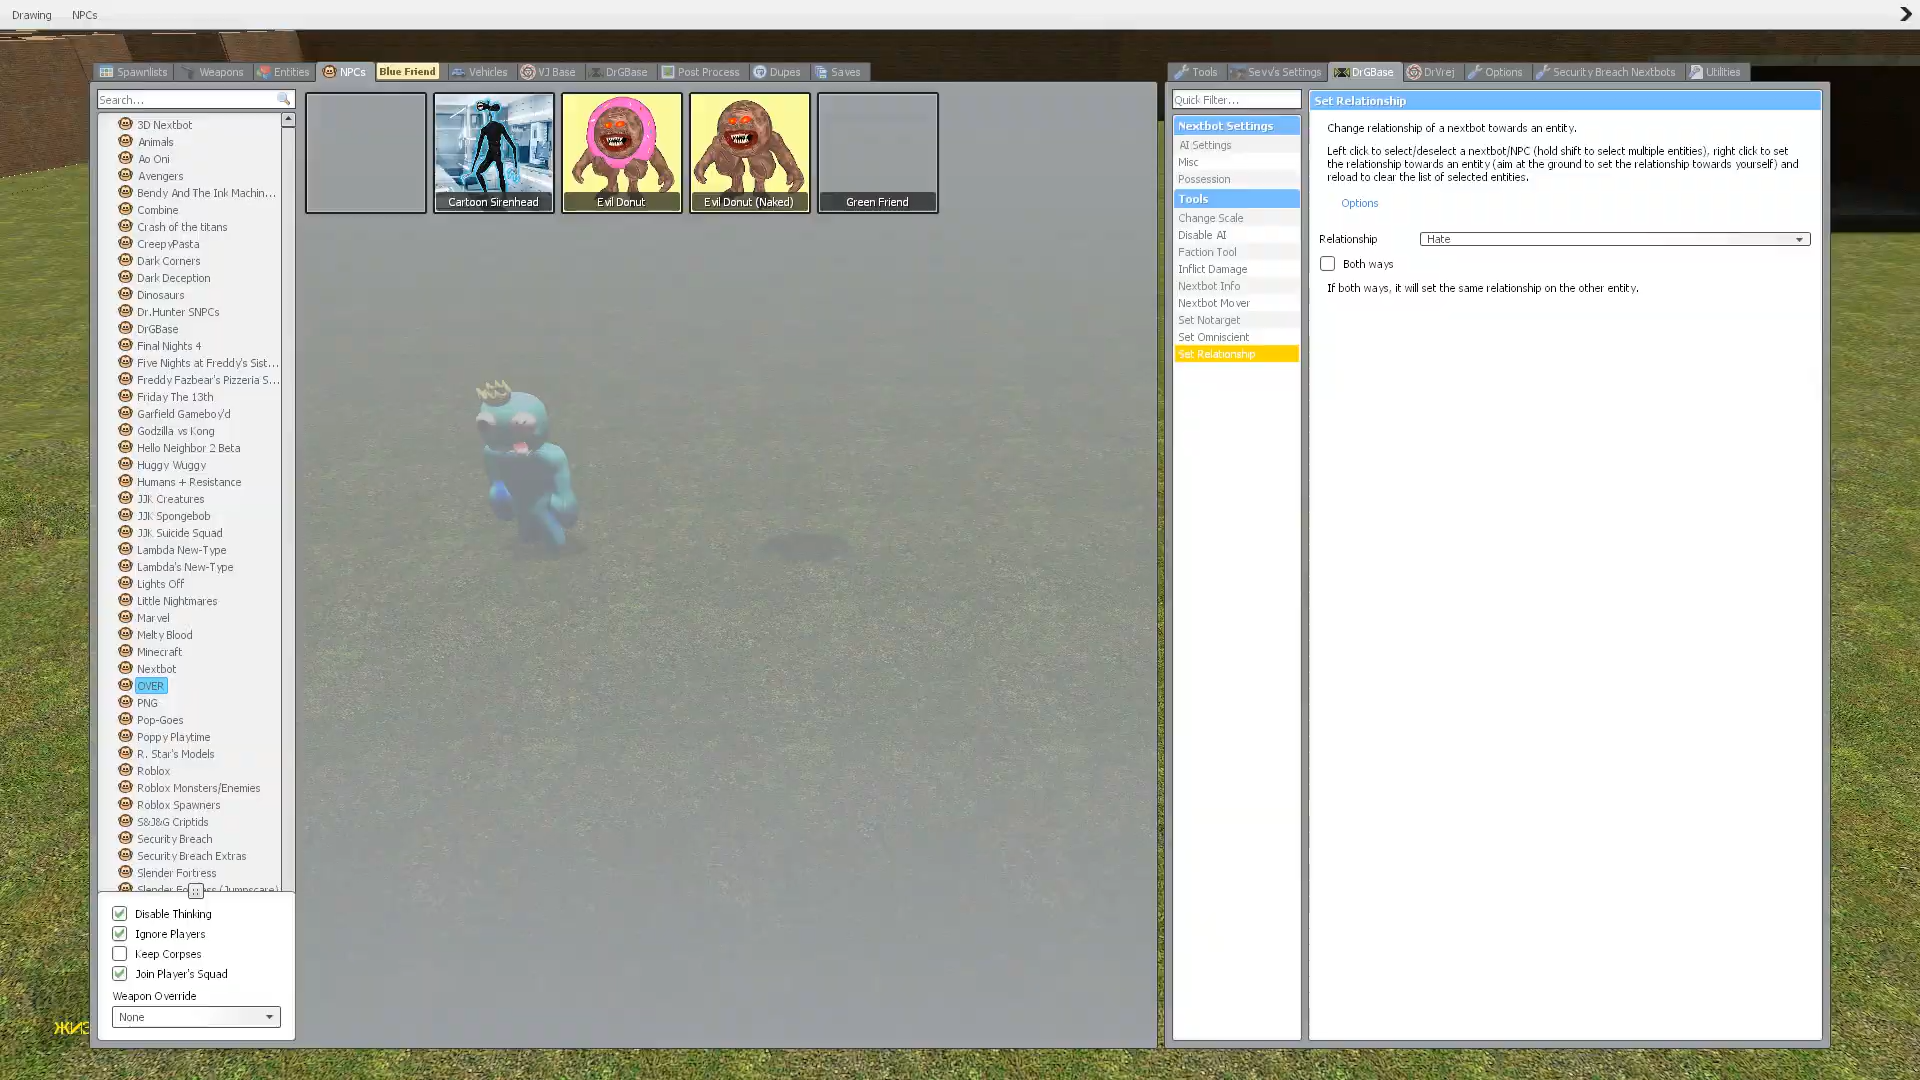 Drawing NPCs
Spawnlists Weapons Entities NPCs Blue Friend Vehicles VJ Base DrGBase Post Process Dupes Saves
Search...
3D Nextbot
Animals
Ao Oni
Avengers
Bendy And The Ink Machin...
Combine
Crash of the titans
CreepyPasta
Dark Corners
Dark Deception
Dinosaurs
Dr.Hunter SNPCs
DrGBase
Final Nights 4
Five Nights at Freddy's Sist...
Freddy Fazbear's Pizzeria S...
Friday The 13th
Garfield Gameboy'd
Godzilla vs Kong
Hello Neighbor 2 Beta
Huggy Wuggy
Humans + Resistance
JJK Creatures
JJK Spongebob
JJK Suicide Squad
Lambda New-Type
Lambda's New-Type
Lights Off
Little Nightmares
Marvel
Melty Blood
Minecraft
Nextbot
OVER
PNG
Pop-Goes
Poppy Playtime
R. Star's Models
Roblox
Roblox Monsters/Enemies
Roblox Spawners
S&J&G Criptids
Security Breach
Security Breach Extras
Slender Fortress
Disable Thinking
Ignore Players
Keep Corpses
Join Player's Squad
Weapon Override
None
Cartoon Sirenhead
Evil Donut
Evil Donut (Naked)
Green Friend
Tools Sevv's Settings DrGBase DrVrej Options Security Breach Nextbots Utilities
Quick Filter...
Nextbot Settings
AI Settings
Misc
Possession
Tools
Change Scale
Disable AI
Faction Tool
Inflict Damage
Nextbot Info
Nextbot Mover
Set Notarget
Set Omniscient
Set Relationship
Set Relationship
Change relationship of a nextbot towards an entity.
Left click to select/deselect a nextbot/NPC (hold shift to select multiple entities), right click to set
the relationship towards an entity (aim at the ground to set the relationship towards yourself) and
reload to clear the list of selected entities.
Options
Relationship Hate
Both ways
If both ways, it will set the same relationship on the other entity.